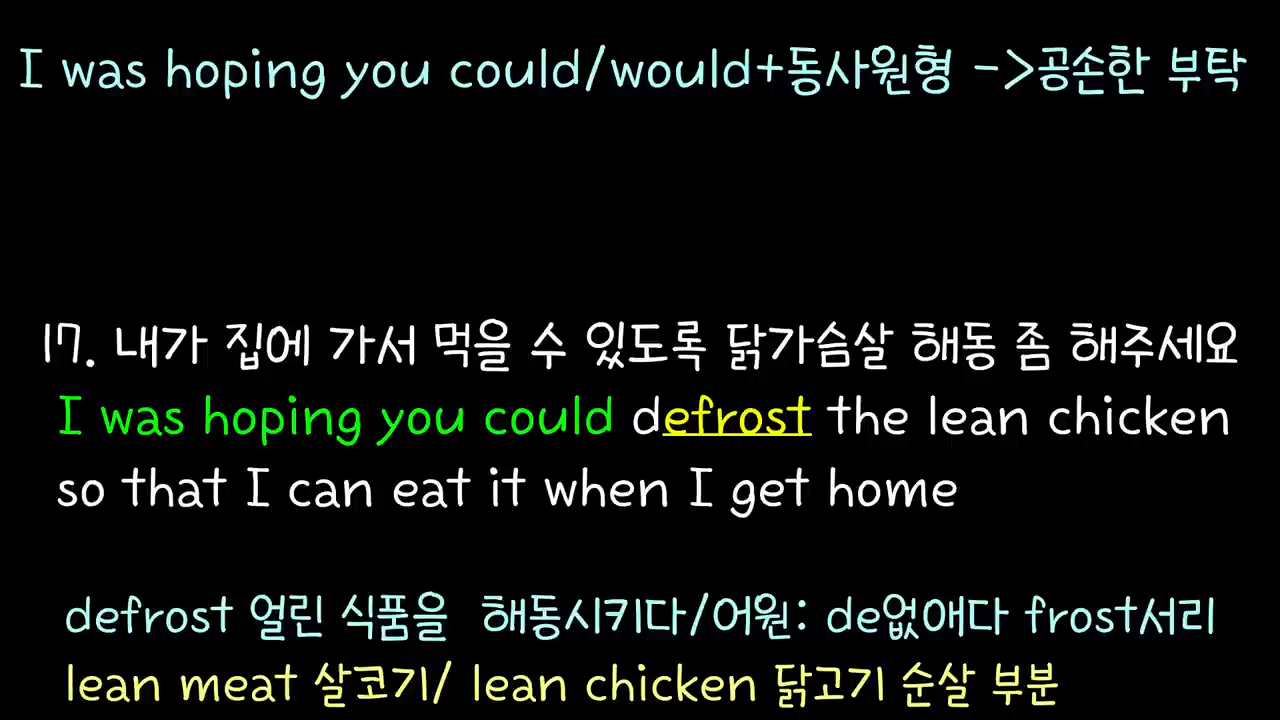 I was hoping you could/would+동사원형 ->공손한 부탁
17. 내가 집에 가서 먹을 수 있도록 닭가슴살 해동 좀 해주세요
I was hoping you could defrost the lean chicken
so that I can eat it when I get home
defrost 얼린 식품을 해동시키다/어원: de없애다 frost서리
lean meat 살코기/ lean chicken 닭고기 순살 부분